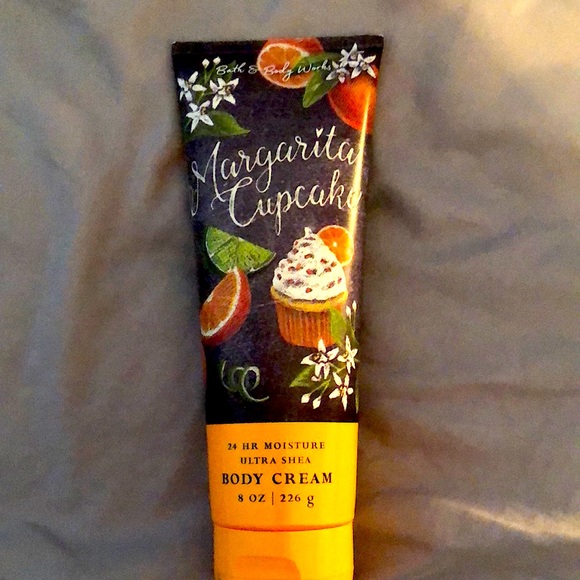 Bath & Body Works
Margarita
Cupcake
24 HR MOISTURE
ULTRA SHEA
BODY CREAM
8 OZ | 226 g